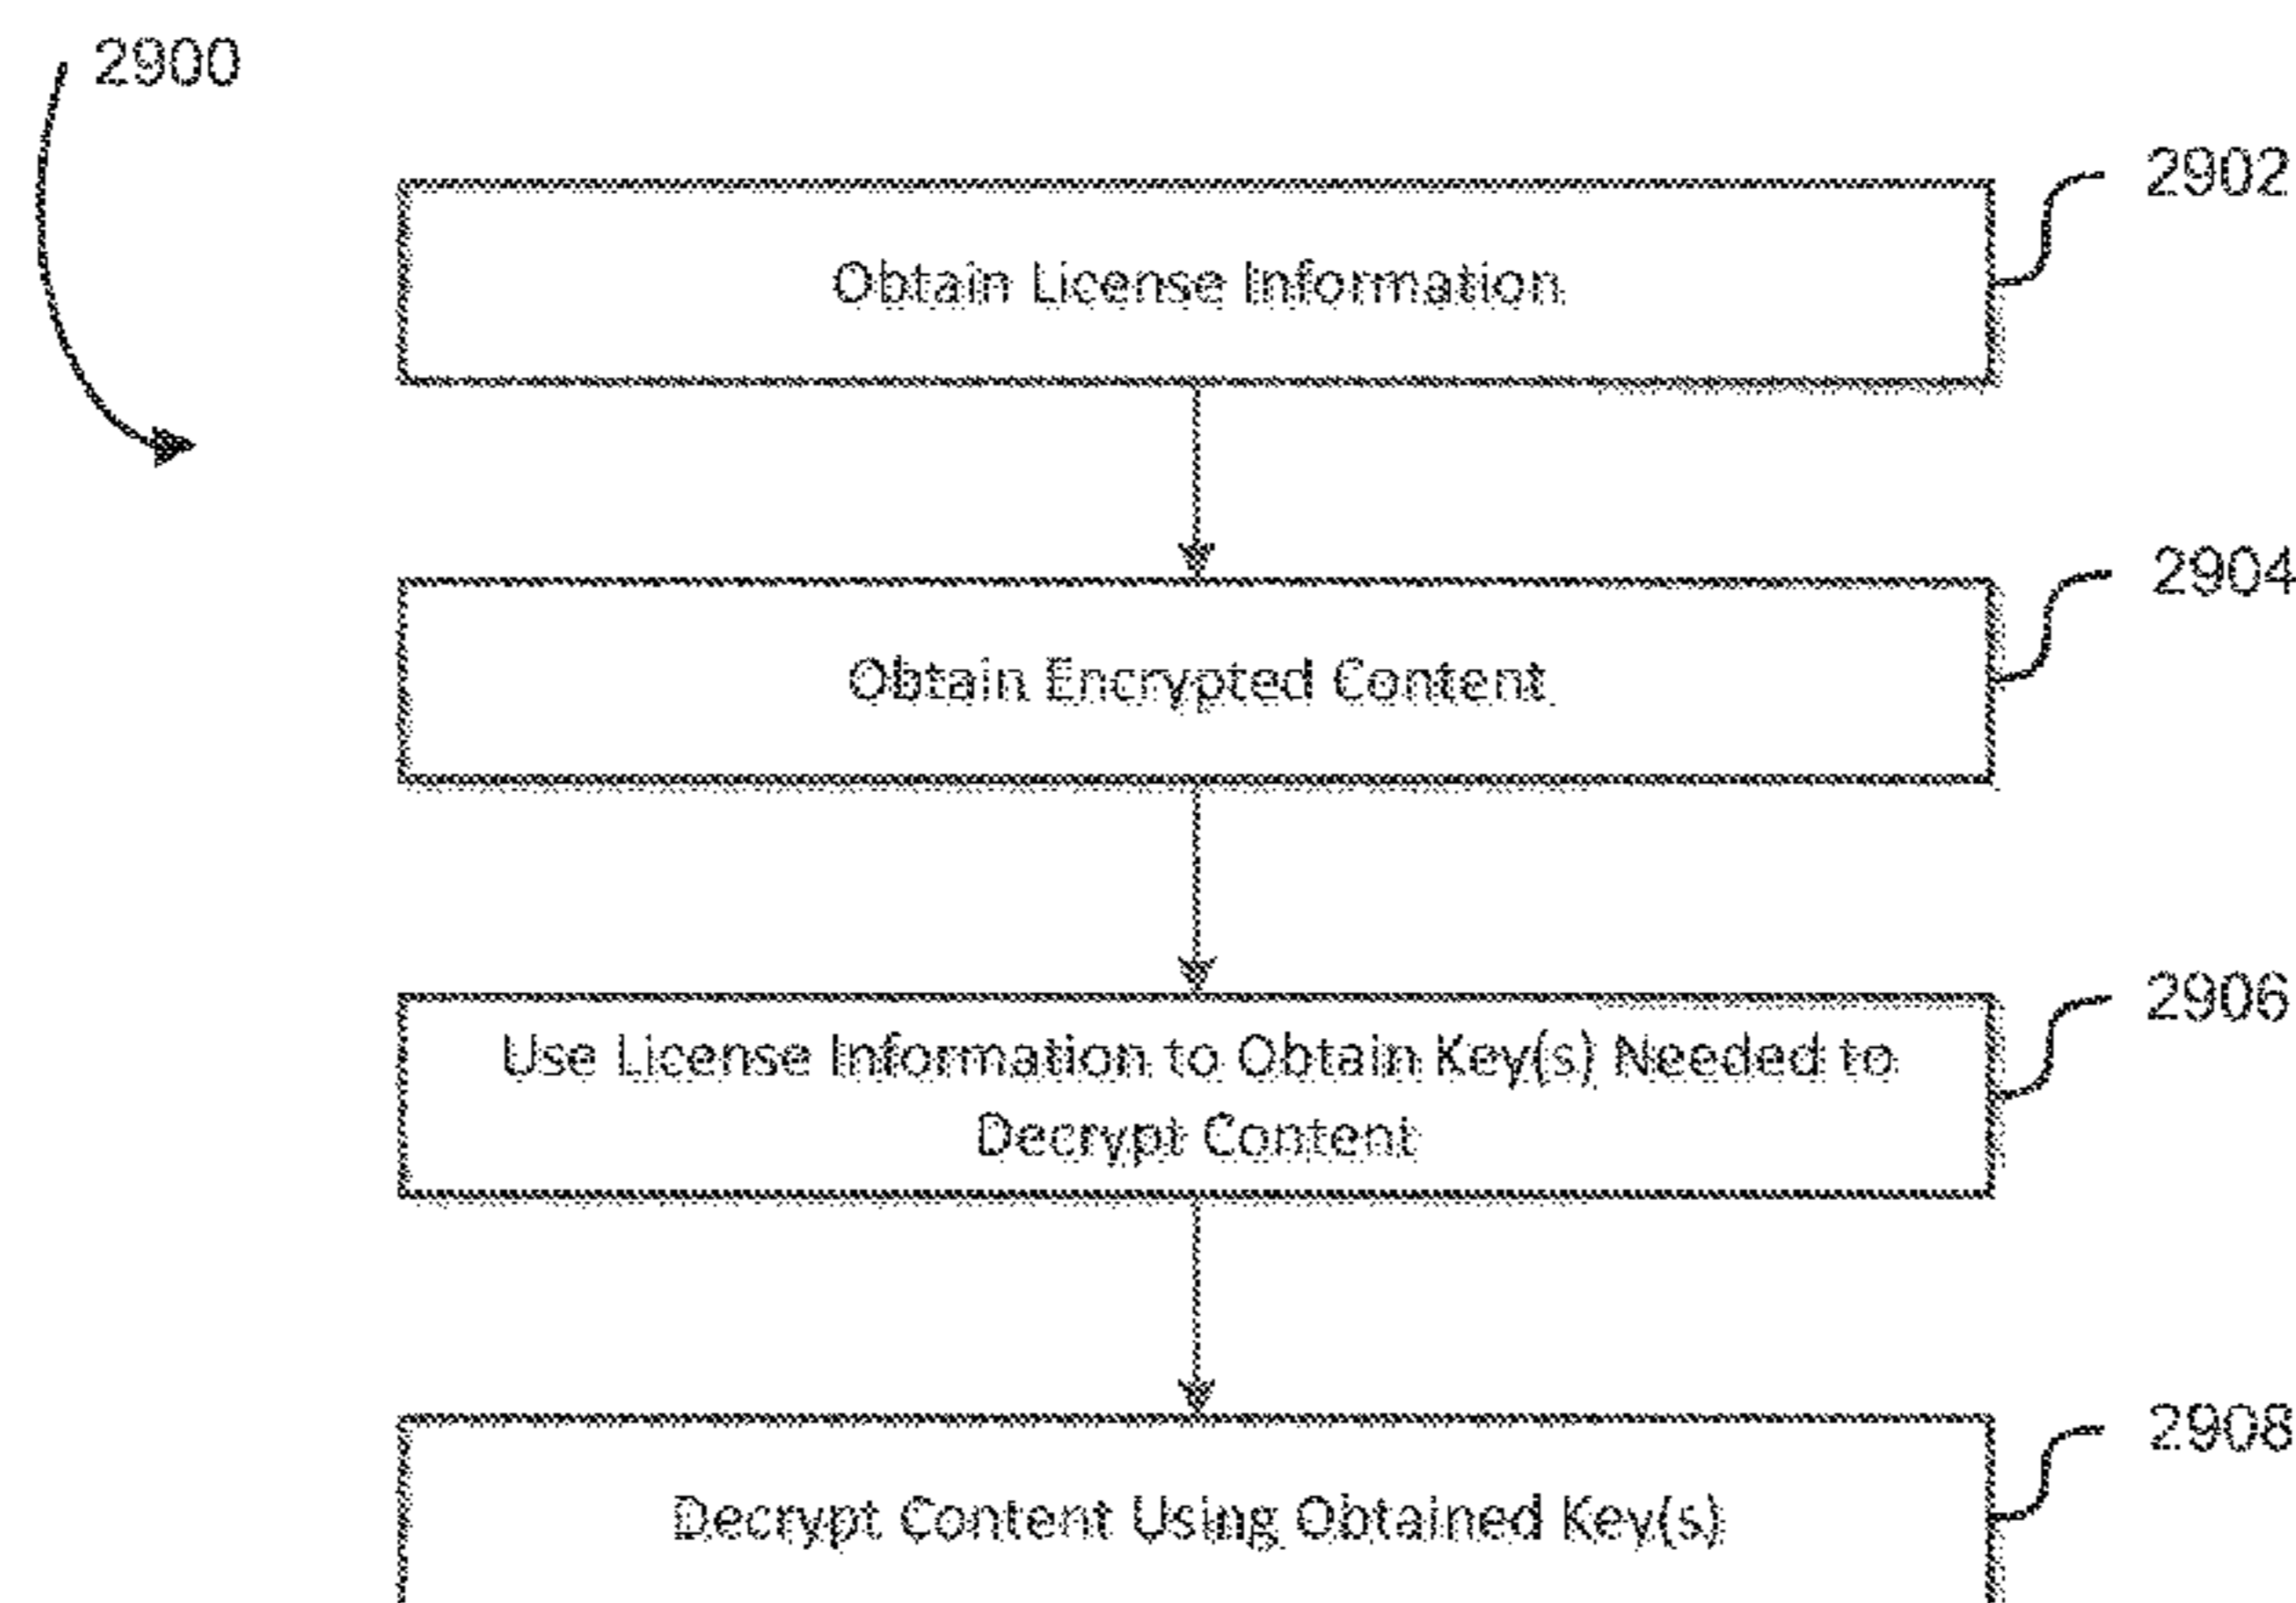 2900
2902
Obtain License Information
2904
Obtain Encrypted Content
2906
Use License Information to Obtain Key(s) Needed to
Decrypt Content
2908
Decrypt Content Using Obtained Key(s)